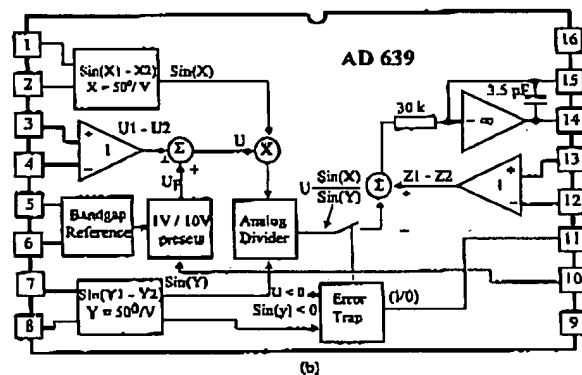 1
2
3
4
5
6
7
8
16
15
14
13
12
11
10
9
AD 639
Sin(X1 - X2)
X = 50°/V
Sin(X)
U1 - U2
1
Σ
U
X
+
Up
Bandgap
Reference
1V / 10V
presets
Analog
Divider
Sin(Y)
Sin(Y1 - Y2)
Y = 50°/V
U < 0
Sin(y) < 0
Error
Trap
(1/0)
U Sin(X)
Sin(Y)
Σ
Z1 - Z2
+
-
30 k
3.5 pF
- ∞
1
+
-
(b)